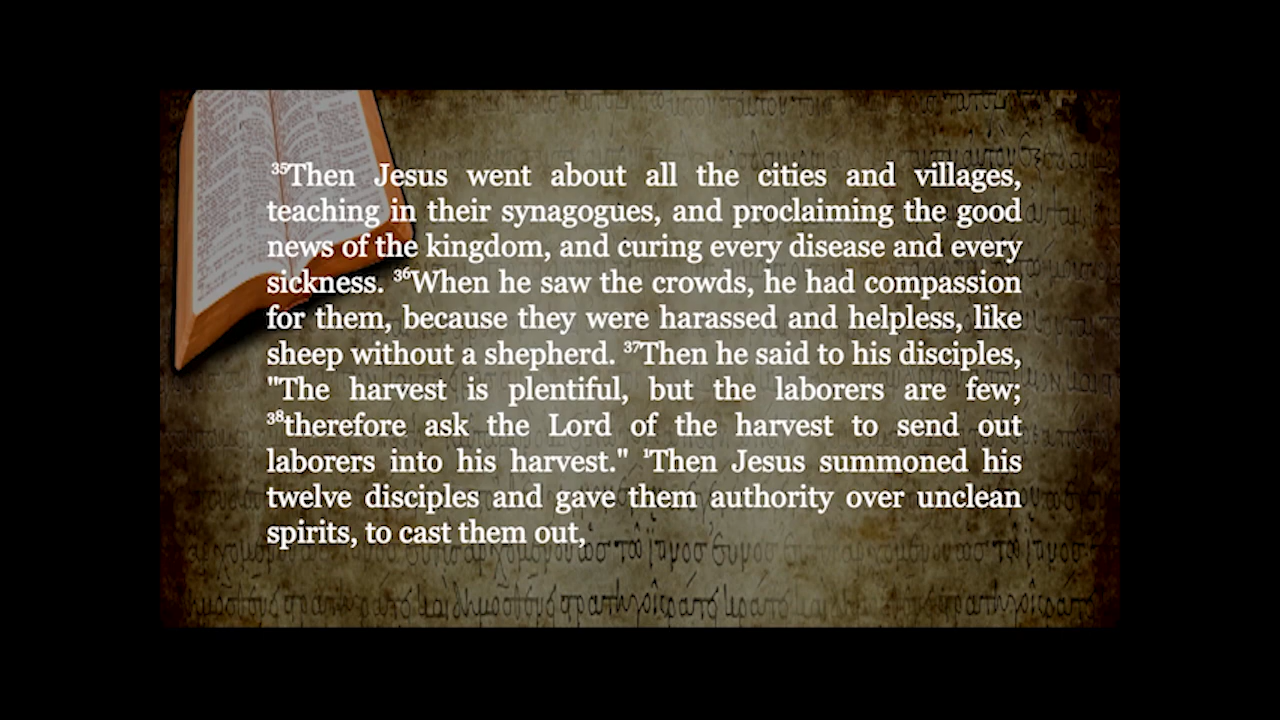 ³⁵Then Jesus went about all the cities and villages,
teaching in their synagogues, and proclaiming the good
news of the kingdom, and curing every disease and every
sickness. ³⁶When he saw the crowds, he had compassion
for them, because they were harassed and helpless, like
sheep without a shepherd. ³⁷Then he said to his disciples,
"The harvest is plentiful, but the laborers are few;
³⁸therefore ask the Lord of the harvest to send out
laborers into his harvest." ¹Then Jesus summoned his
twelve disciples and gave them authority over unclean
spirits, to cast them out,